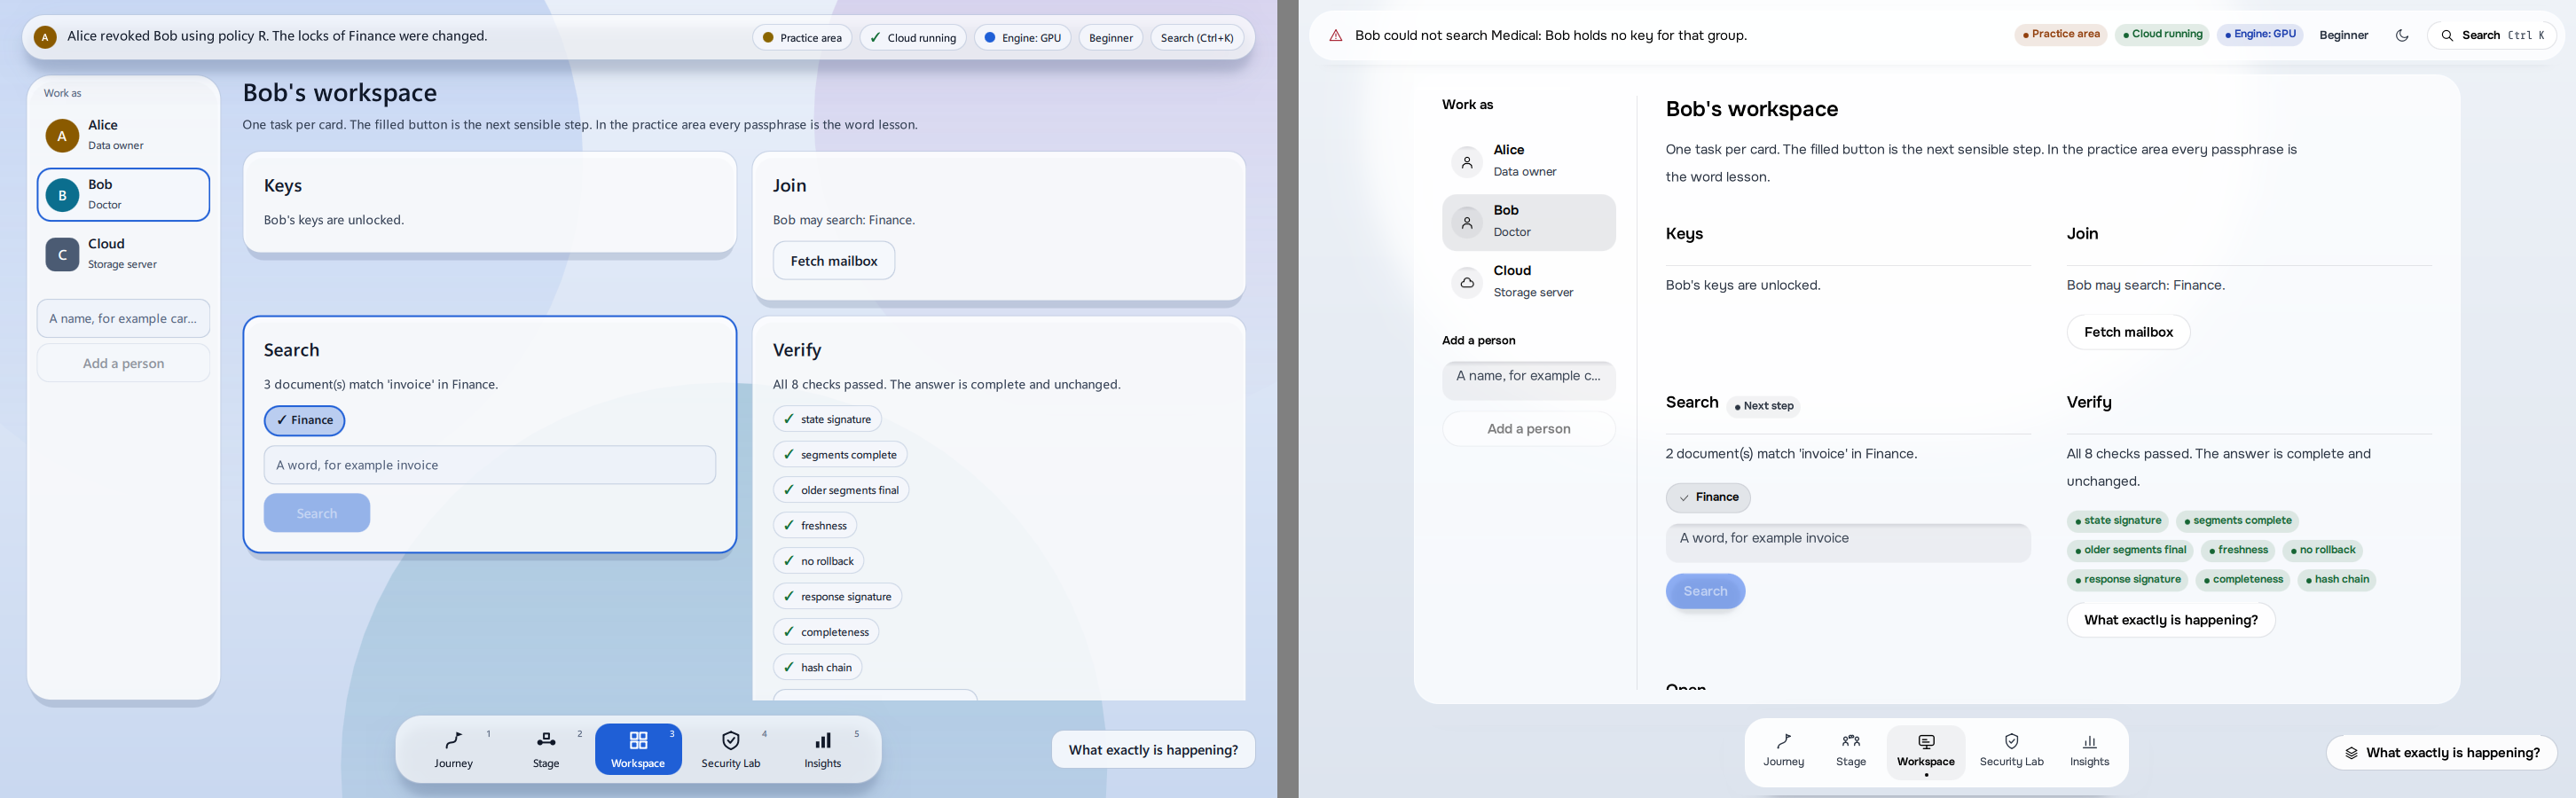 A Alice revoked Bob using policy R. The locks of Finance were changed.
Practice area
✓ Cloud running
Engine: GPU
Beginner
Search (Ctrl+K)
Work as
A
Alice
Data owner
B
Bob
Doctor
C
Cloud
Storage server
A name, for example car...
Add a person
Bob's workspace
One task per card. The filled button is the next sensible step. In the practice area every passphrase is the word lesson.
Keys
Bob's keys are unlocked.
Join
Bob may search: Finance.
Fetch mailbox
Search
3 document(s) match 'invoice' in Finance.
✓ Finance
A word, for example invoice
Search
Verify
All 8 checks passed. The answer is complete and unchanged.
✓ state signature
✓ segments complete
✓ older segments final
✓ freshness
✓ no rollback
✓ response signature
✓ completeness
✓ hash chain
Journey 1
Stage 2
Workspace 3
Security Lab 4
Insights 5
What exactly is happening?
Bob could not search Medical: Bob holds no key for that group.
Practice area
Cloud running
Engine: GPU
Beginner
Search Ctrl K
Work as
Alice
Data owner
Bob
Doctor
Cloud
Storage server
Add a person
A name, for example c...
Add a person
Bob's workspace
One task per card. The filled button is the next sensible step. In the practice area every passphrase is
the word lesson.
Keys
Bob's keys are unlocked.
Join
Bob may search: Finance.
Fetch mailbox
Search
Next step
2 document(s) match 'invoice' in Finance.
✓ Finance
A word, for example invoice
Search
Verify
All 8 checks passed. The answer is complete and
unchanged.
state signature
segments complete
older segments final
freshness
no rollback
response signature
completeness
hash chain
What exactly is happening?
Open
Journey
Stage
Workspace
Security Lab
Insights
What exactly is happening?